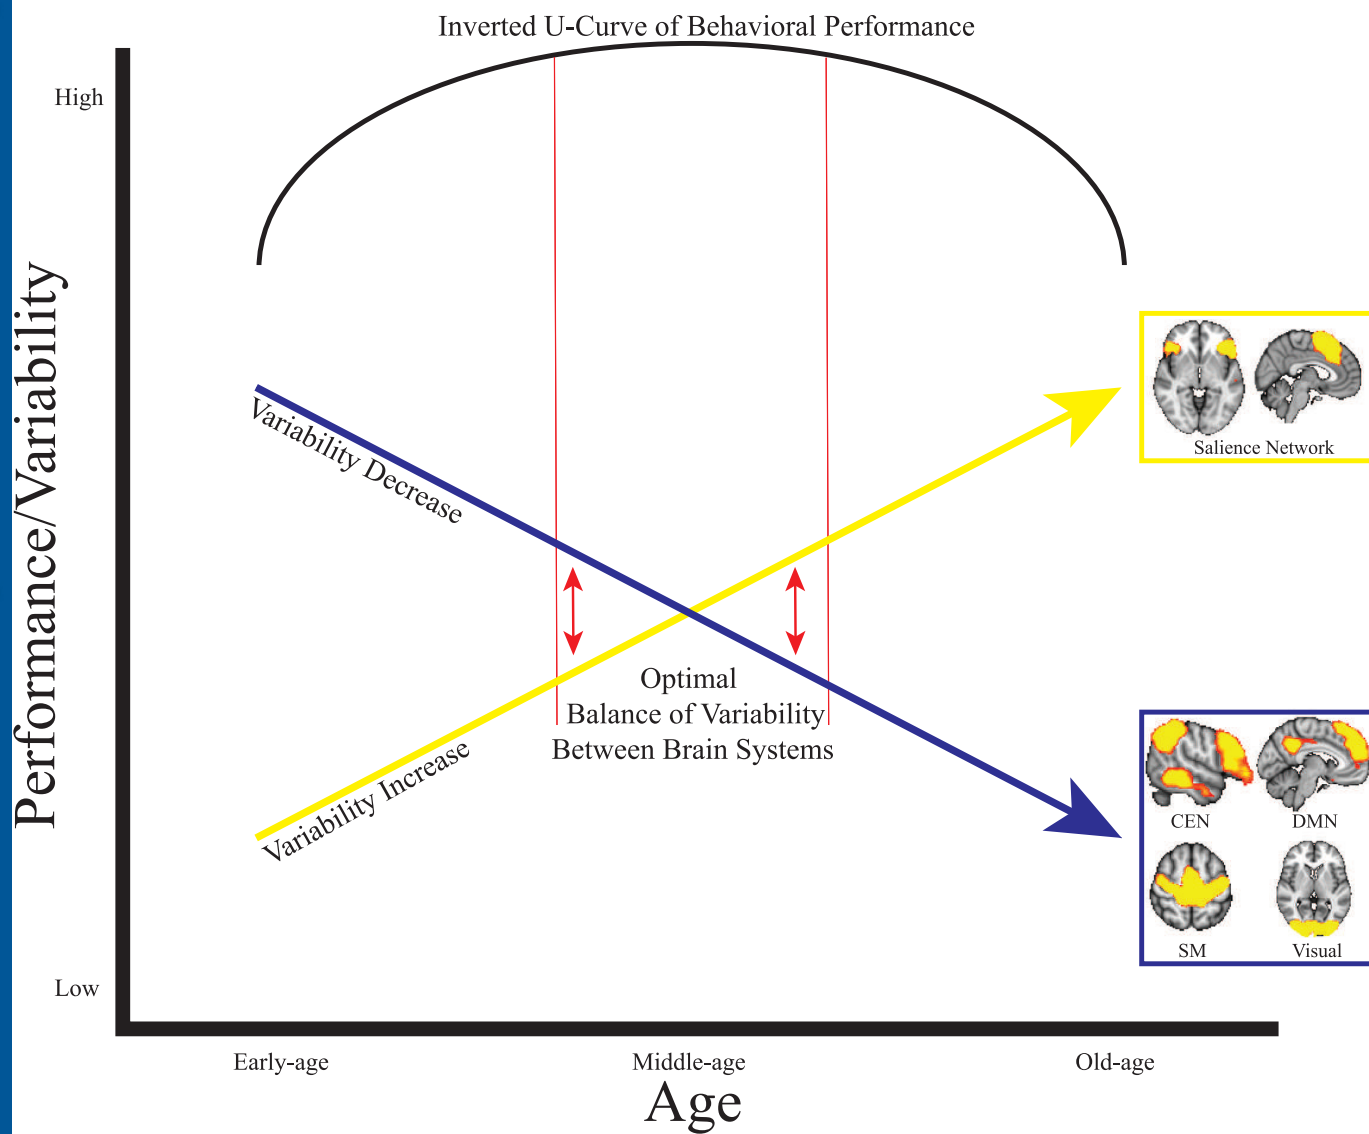 Inverted U-Curve of Behavioral Performance
High
Performance/Variability
Variability Decrease
Salience Network
Optimal
Balance of Variability
Between Brain Systems
Variability Increase
CEN
DMN
SM
Visual
Low
Early-age
Middle-age
Old-age
Age